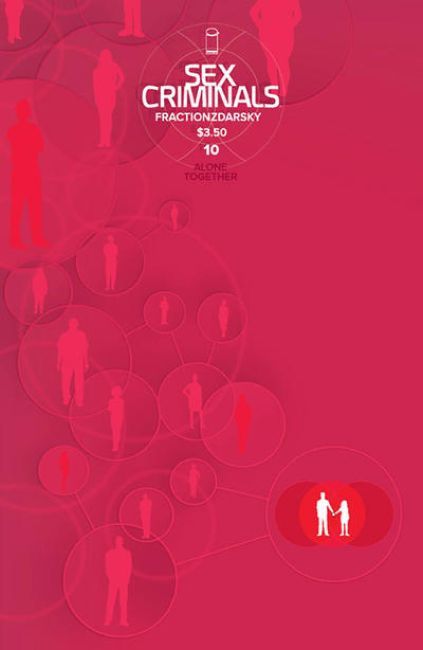 SEX
CRIMINALS
FRACTIONZDARSKY
$3.50
10
ALONE
TOGETHER